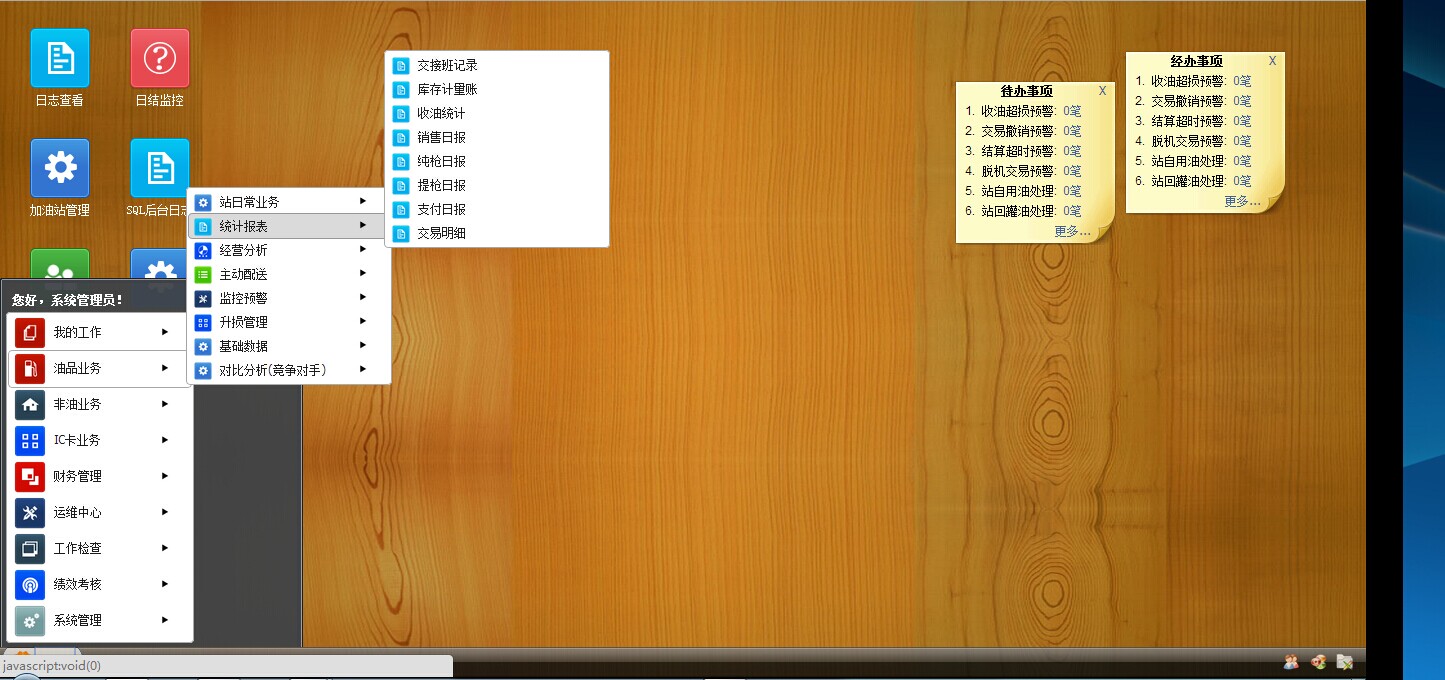 日志查看
日结监控
加油站管理
SQL后台日志
您好，系统管理员!
我的工作
油品业务
非油业务
IC卡业务
财务管理
运维中心
工作检查
绩效考核
系统管理
站日常业务
统计报表
经营分析
主动配送
监控预警
升损管理
基础数据
对比分析(竞争对手)
交接班记录
库存计量账
收油统计
销售日报
纯枪日报
提枪日报
支付日报
交易明细
待办事项 X
1. 收油超损预警: 0笔
2. 交易撤销预警: 0笔
3. 结算超时预警: 0笔
4. 脱机交易预警: 0笔
5. 站自用油处理: 0笔
6. 站回罐油处理: 0笔
更多...
经办事项 X
1. 收油超损预警: 0笔
2. 交易撤销预警: 0笔
3. 结算超时预警: 0笔
4. 脱机交易预警: 0笔
5. 站自用油处理: 0笔
6. 站回罐油处理: 0笔
更多...
javascript:void(0)